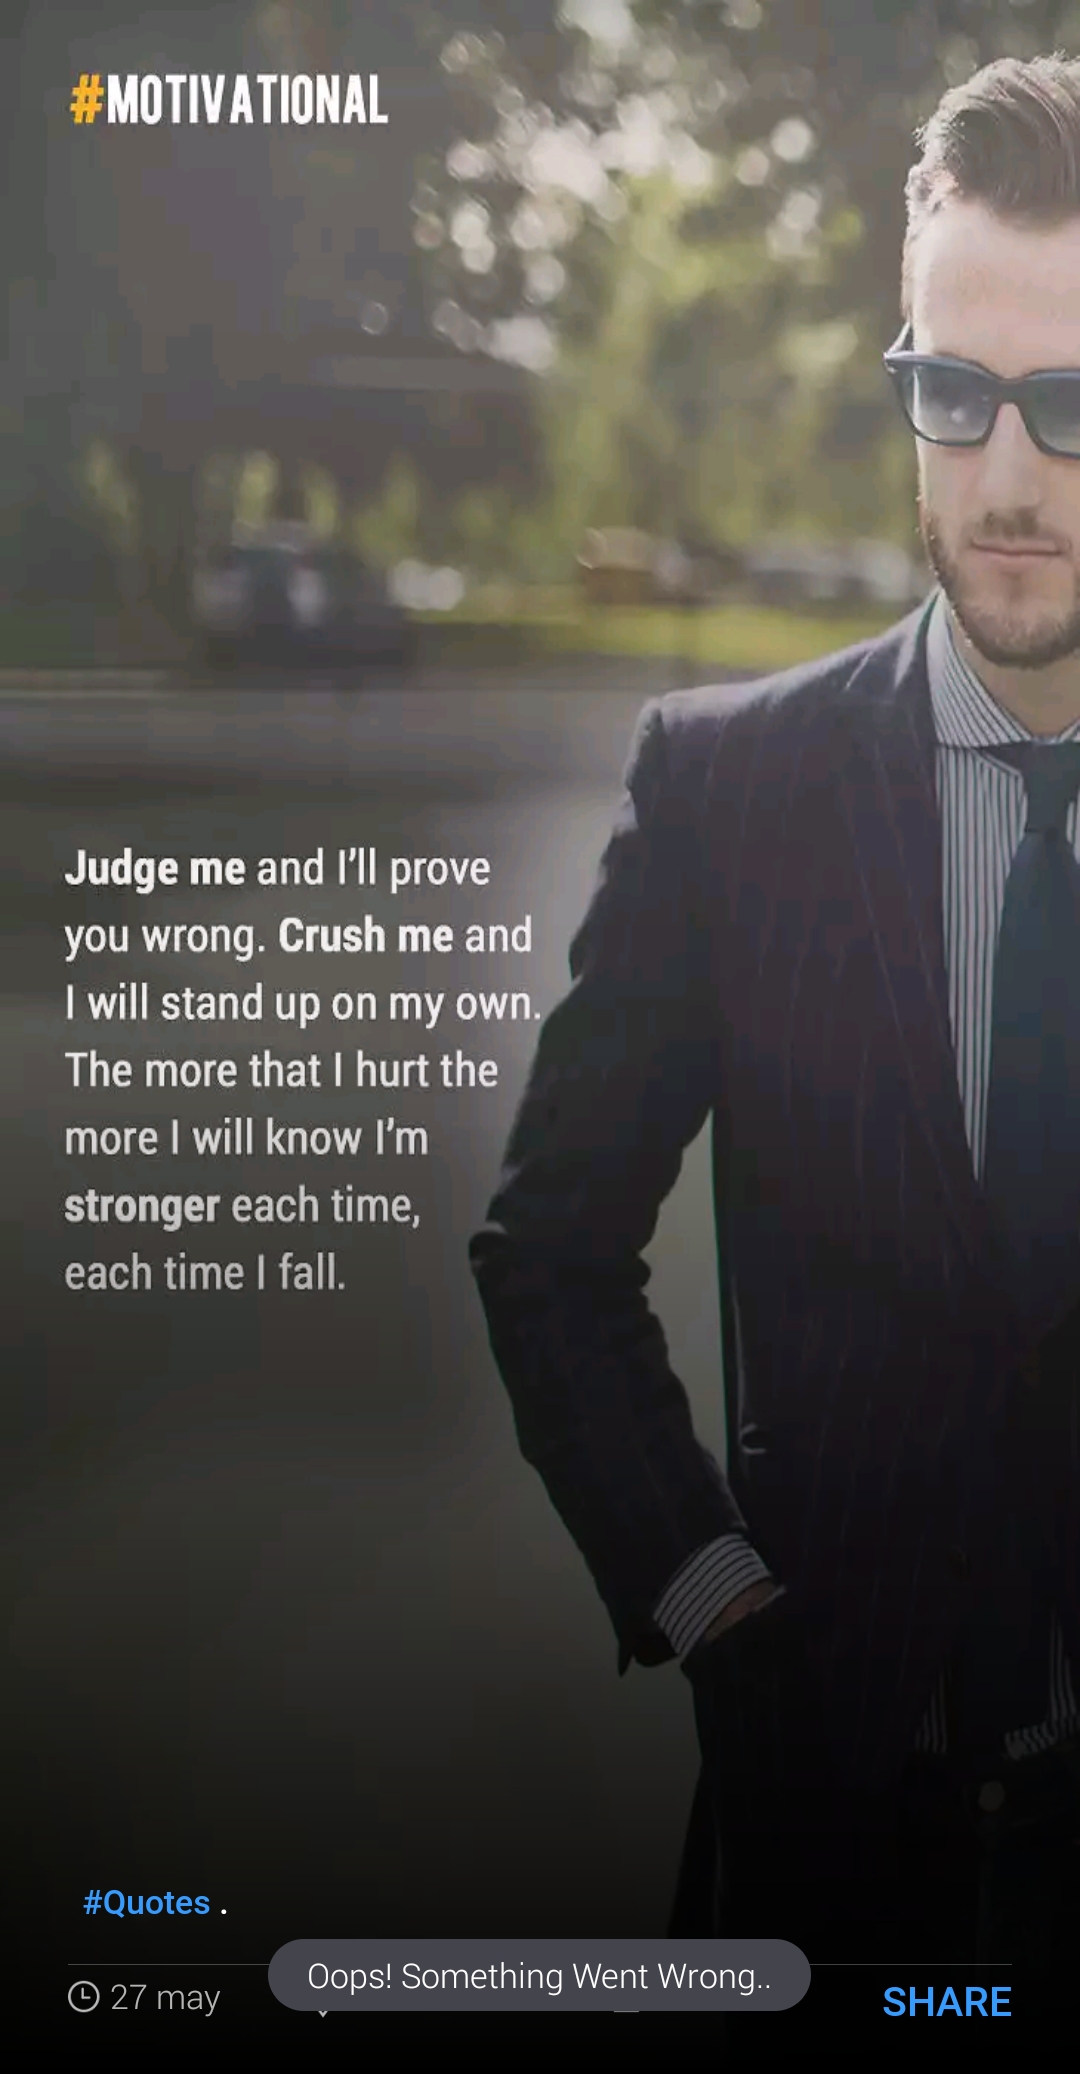 #MOTIVATIONAL
Judge me and I'll prove
you wrong. Crush me and
I will stand up on my own.
The more that I hurt the
more I will know I'm
stronger each time,
each time I fall.
#Quotes .
Oops! Something Went Wrong..
27 may
SHARE